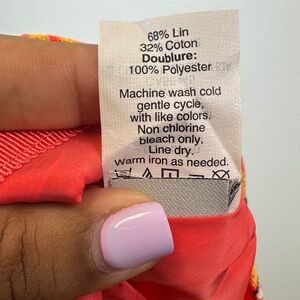 68% Lin
32% Coton
Doublure:
100% Polyester
Machine wash cold
gentle cycle,
with like colors.
Non chlorine
bleach only.
Line dry.
Warm iron as needed.